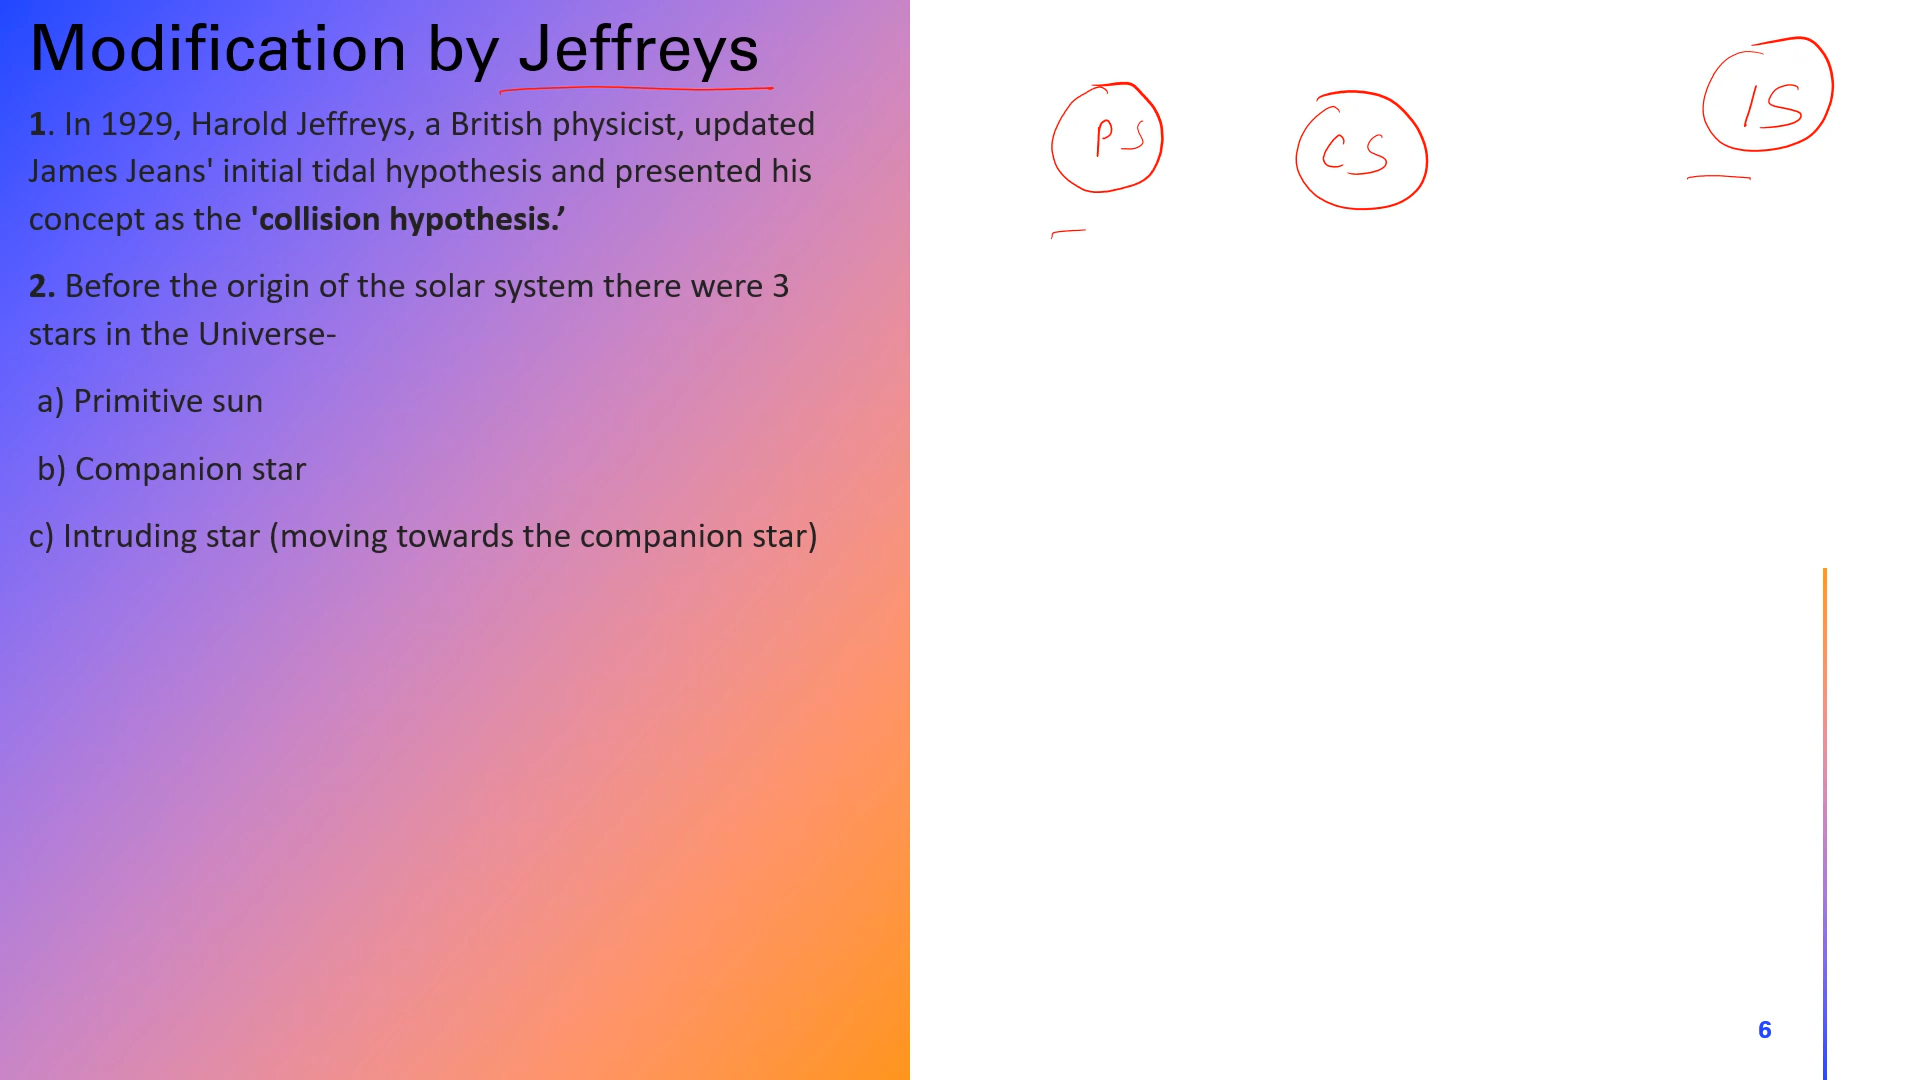 Modification by Jeffreys
1. In 1929, Harold Jeffreys, a British physicist, updated
James Jeans' initial tidal hypothesis and presented his
concept as the 'collision hypothesis.’
2. Before the origin of the solar system there were 3
stars in the Universe-
a) Primitive sun
b) Companion star
c) Intruding star (moving towards the companion star)
PS
CS
IS
6